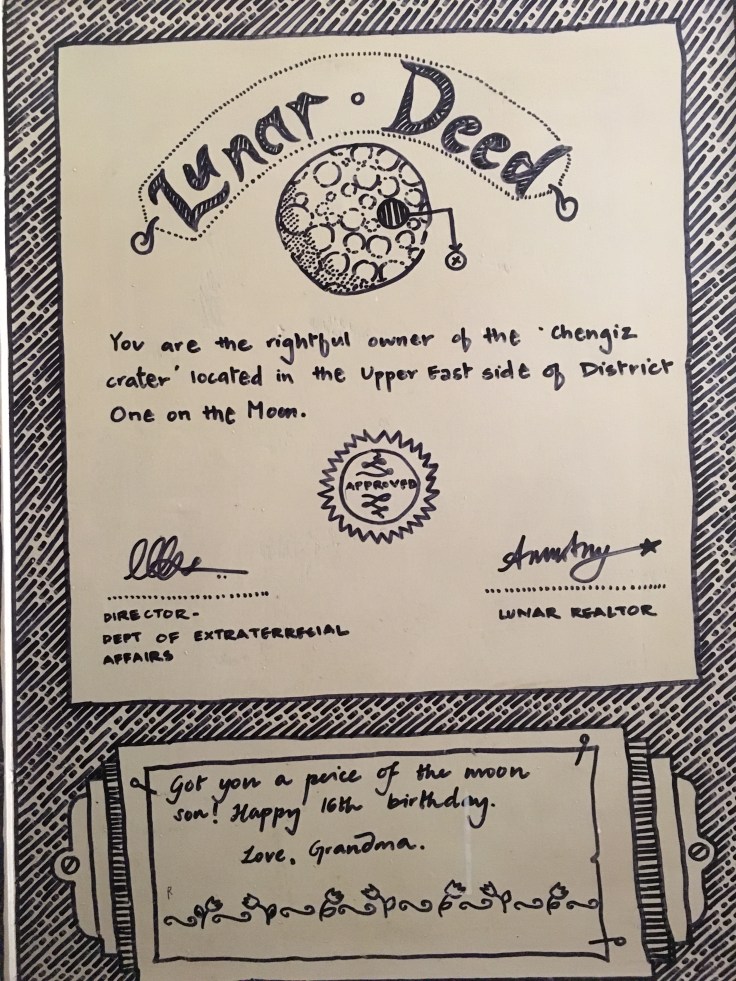 Lunar Deed
You are the rightful owner of the 'Chengiz
crater' located in the Upper East side of District
One on the Moon.
APPROVED
DIRECTOR-
DEPT OF EXTRATERRESIAL
AFFAIRS
LUNAR REALTOR
Got you a peice of the moon
son! Happy 16th birthday.
Love, Grandma.
R